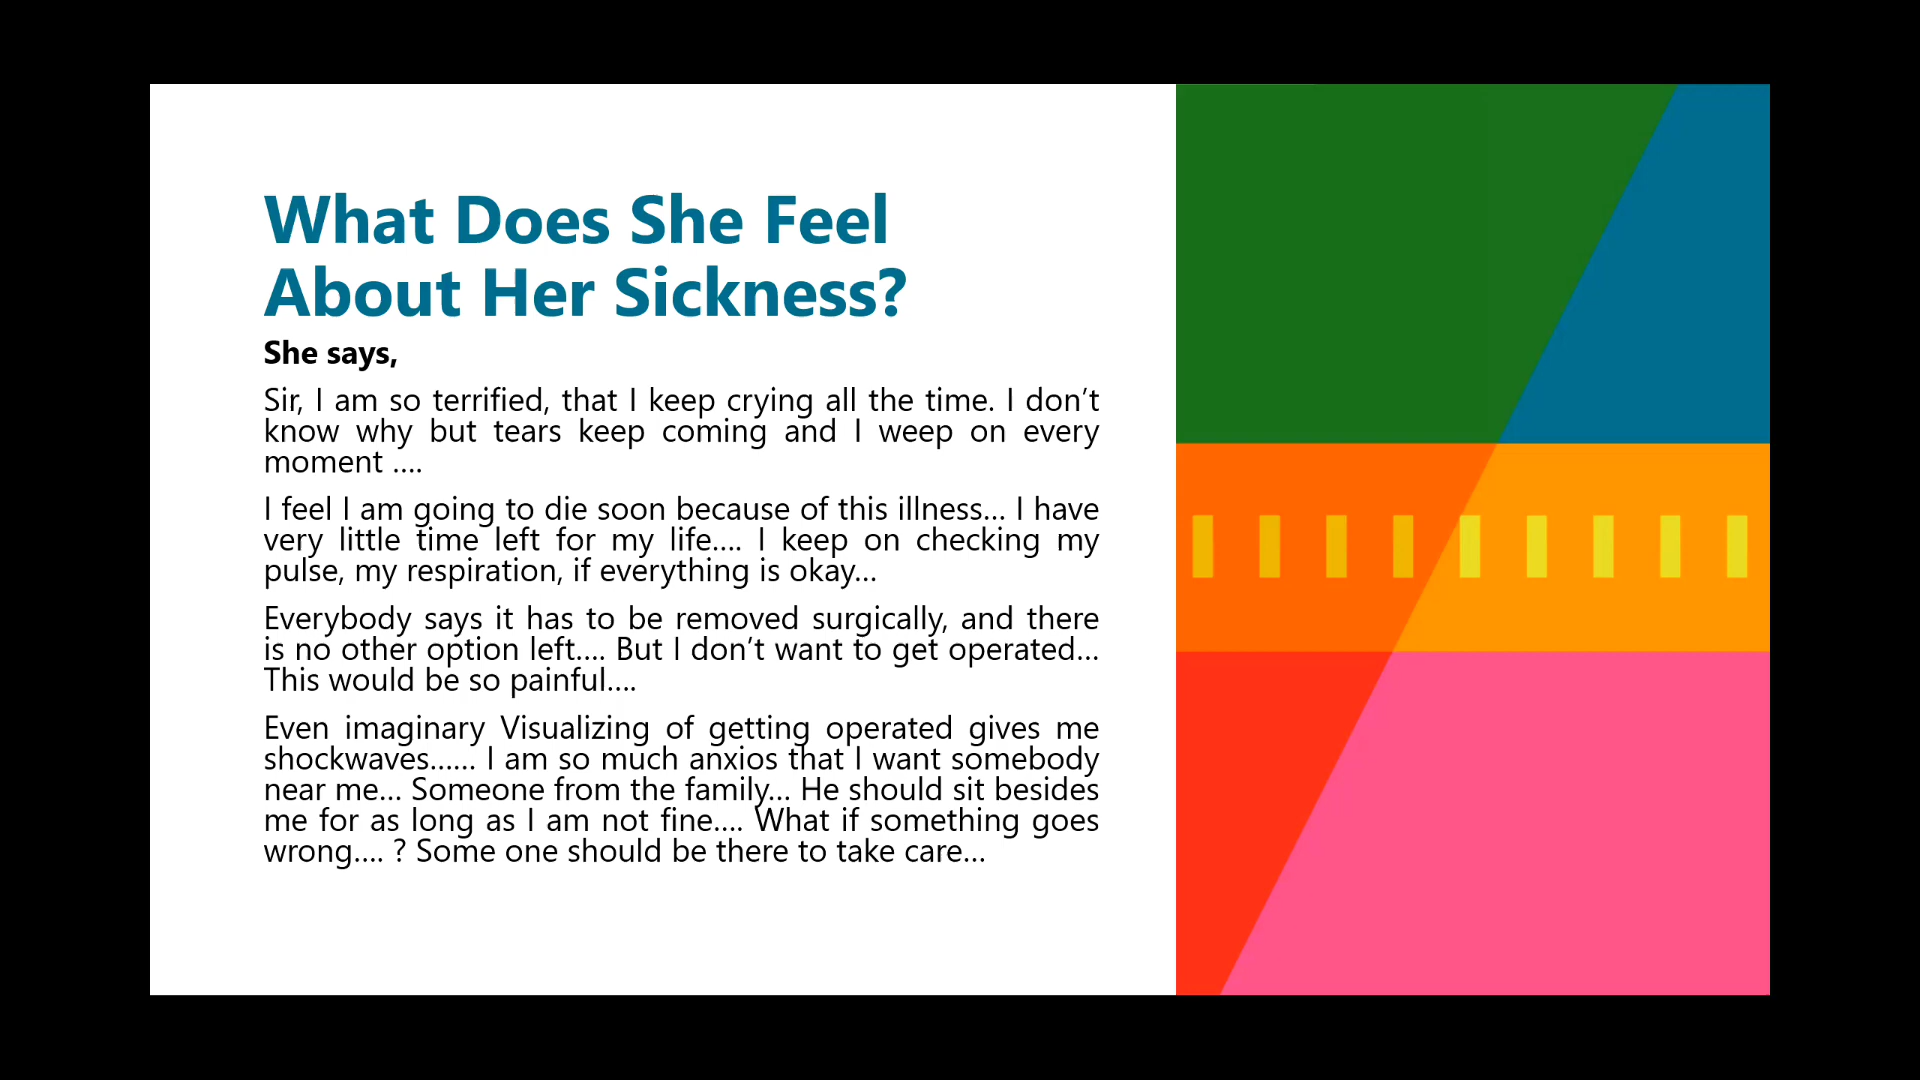 What Does She Feel
About Her Sickness?
She says,
Sir, I am so terrified, that I keep crying all the time. I don’t
know why but tears keep coming and I weep on every
moment ....
I feel I am going to die soon because of this illness... I have
very little time left for my life.... I keep on checking my
pulse, my respiration, if everything is okay...
Everybody says it has to be removed surgically, and there
is no other option left.... But I don’t want to get operated...
This would be so painful....
Even imaginary Visualizing of getting operated gives me
shockwaves...... I am so much anxios that I want somebody
near me... Someone from the family... He should sit besides
me for as long as I am not fine.... What if something goes
wrong.... ? Some one should be there to take care...